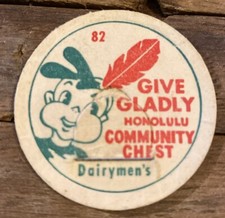 82
GIVE
GLADLY
HONOLULU
COMMUNITY
CHEST
Dairymen's